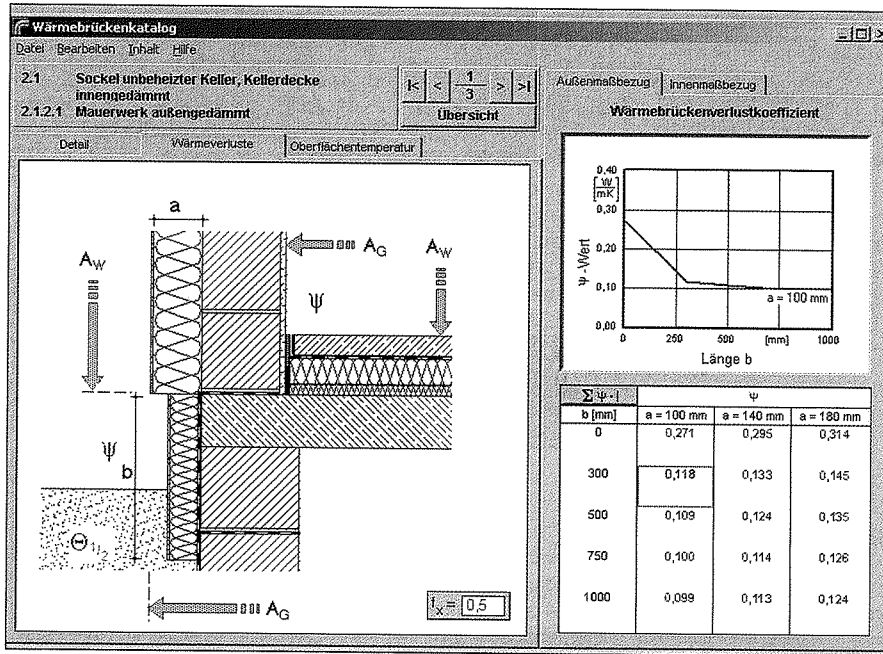 Wärmebrückenkatalog
Datei Bearbeiten Inhalt Hilfe
2.1 Sockel unbeheizter Keller, Kellerdecke
innengedämmt
2.1.2.1 Mauerwerk außengedämmt
I< < 1/3 > >I
Übersicht
Detail Wärmeverluste Oberflächentemperatur
a
A_W
A_G
A_W
ψ
ψ
b
Θ 1/2
A_G
f_x = 0,5
Außenmaßbezug Innenmaßbezug
Wärmebrückenverlustkoeffizient
0,40
[W/mK]
0,30
0,20
0,10
0,00
ψ -Wert
a = 100 mm
0 250 500 [mm] 1000
Länge b
Σ ψ · l ψ
b [mm] a = 100 mm a = 140 mm a = 180 mm
0 0,271 0,295 0,314
300 0,118 0,133 0,145
500 0,109 0,124 0,135
750 0,100 0,114 0,126
1000 0,099 0,113 0,124